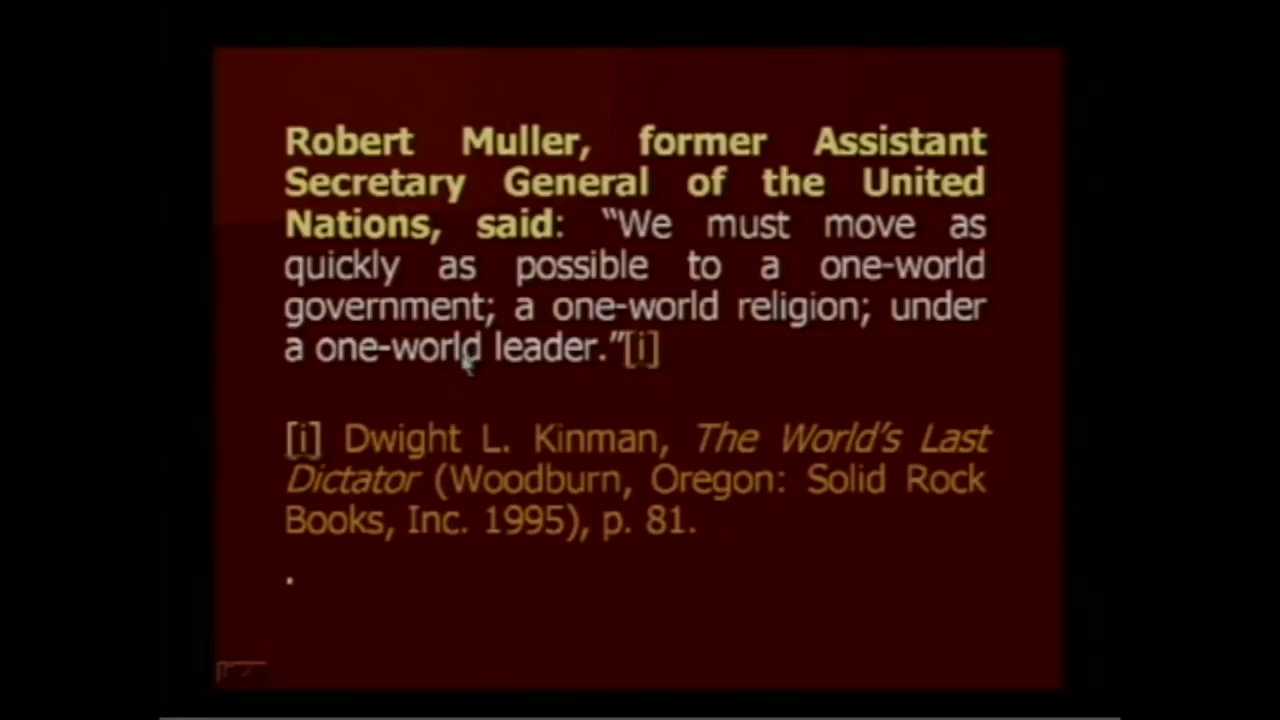 Robert Muller, former Assistant
Secretary General of the United
Nations, said: “We must move as
quickly as possible to a one-world
government; a one-world religion; under
a one-world leader.”[i]
[i] Dwight L. Kinman, The World’s Last
Dictator (Woodburn, Oregon: Solid Rock
Books, Inc. 1995), p. 81.
.